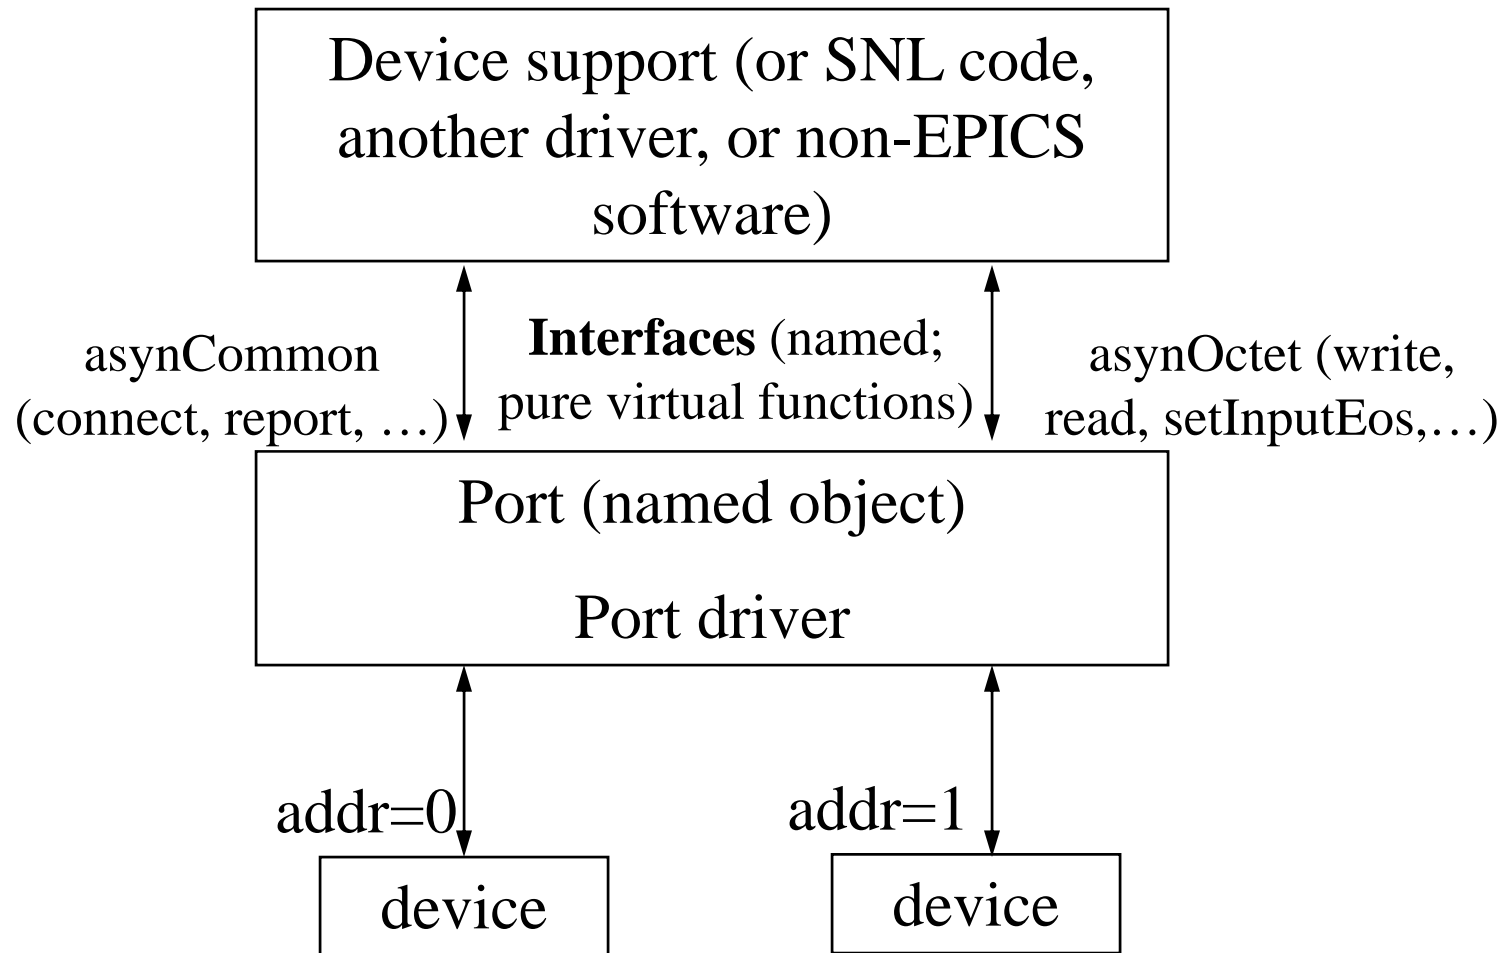 Device support (or SNL code,
another driver, or non-EPICS
software)
asynCommon
(connect, report, …)
Interfaces (named;
pure virtual functions)
asynOctet (write,
read, setInputEos,…)
Port (named object)
Port driver
addr=0
addr=1
device
device